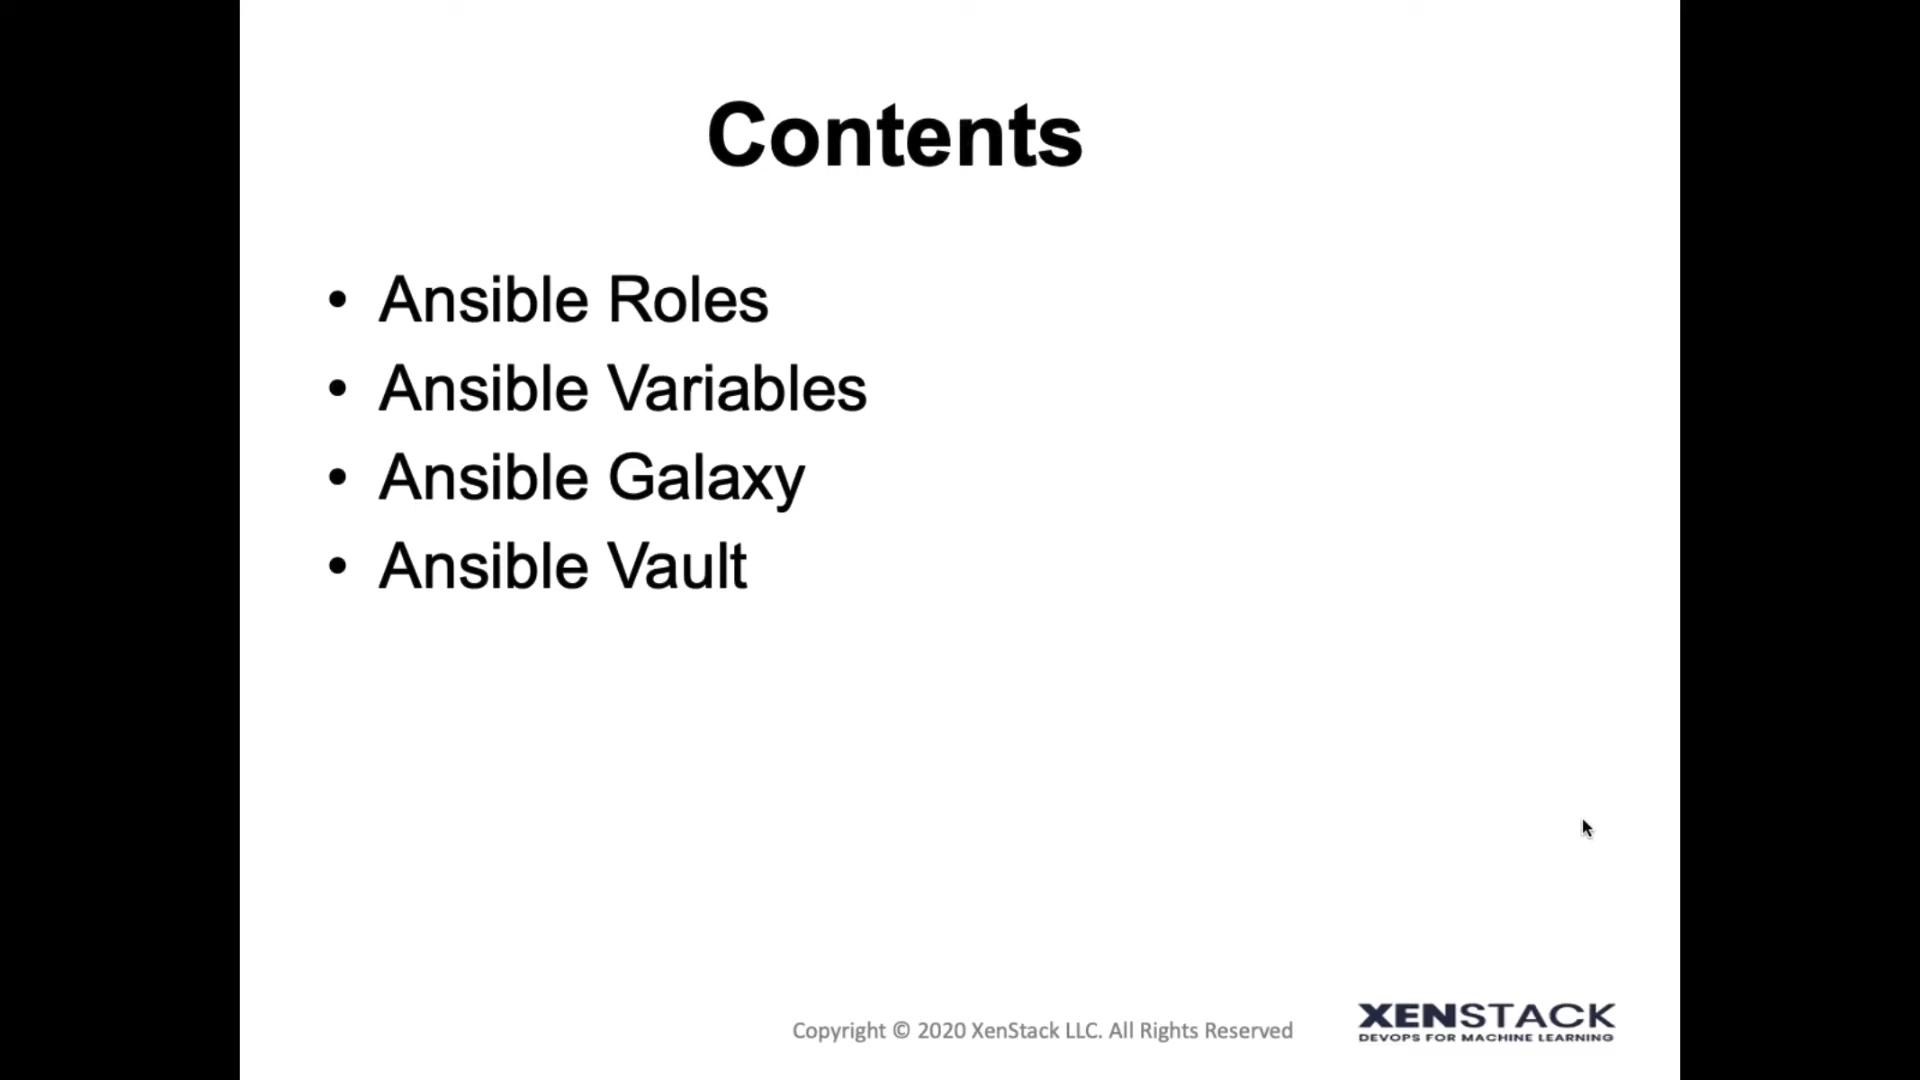 Contents
• Ansible Roles
• Ansible Variables
• Ansible Galaxy
• Ansible Vault
Copyright © 2020 XenStack LLC. All Rights Reserved
XENSTACK
DEVOPS FOR MACHINE LEARNING